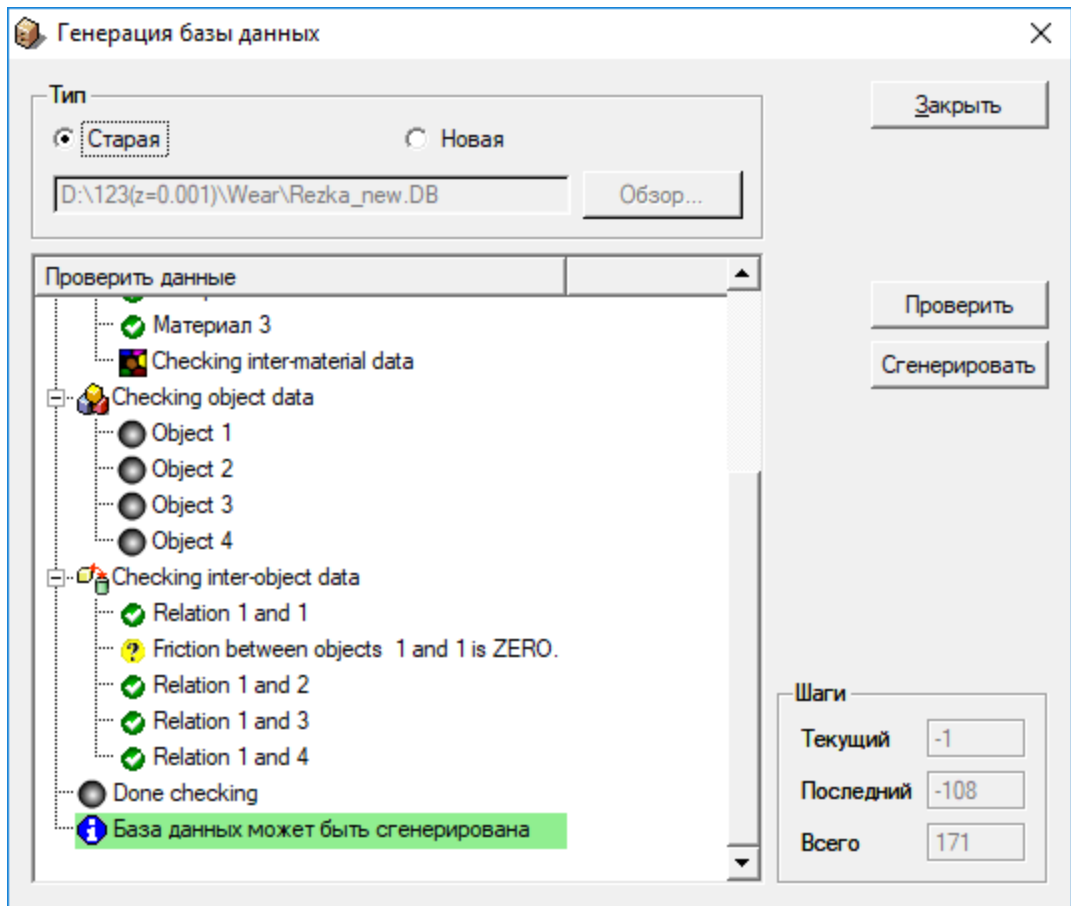 Генерация базы данных
Тип
Закрыть
Старая
Новая
D:\123(z=0.001)\Wear\Rezka_new.DB
Обзор...
Проверить данные
Проверить
Материал 3
Сгенерировать
Checking inter-material data
Checking object data
Object 1
Object 2
Object 3
Object 4
Checking inter-object data
Relation 1 and 1
Friction between objects  1 and 1 is ZERO.
Relation 1 and 2
Relation 1 and 3
Relation 1 and 4
Done checking
База данных может быть сгенерирована
Шаги
Текущий -1
Последний -108
Всего 171